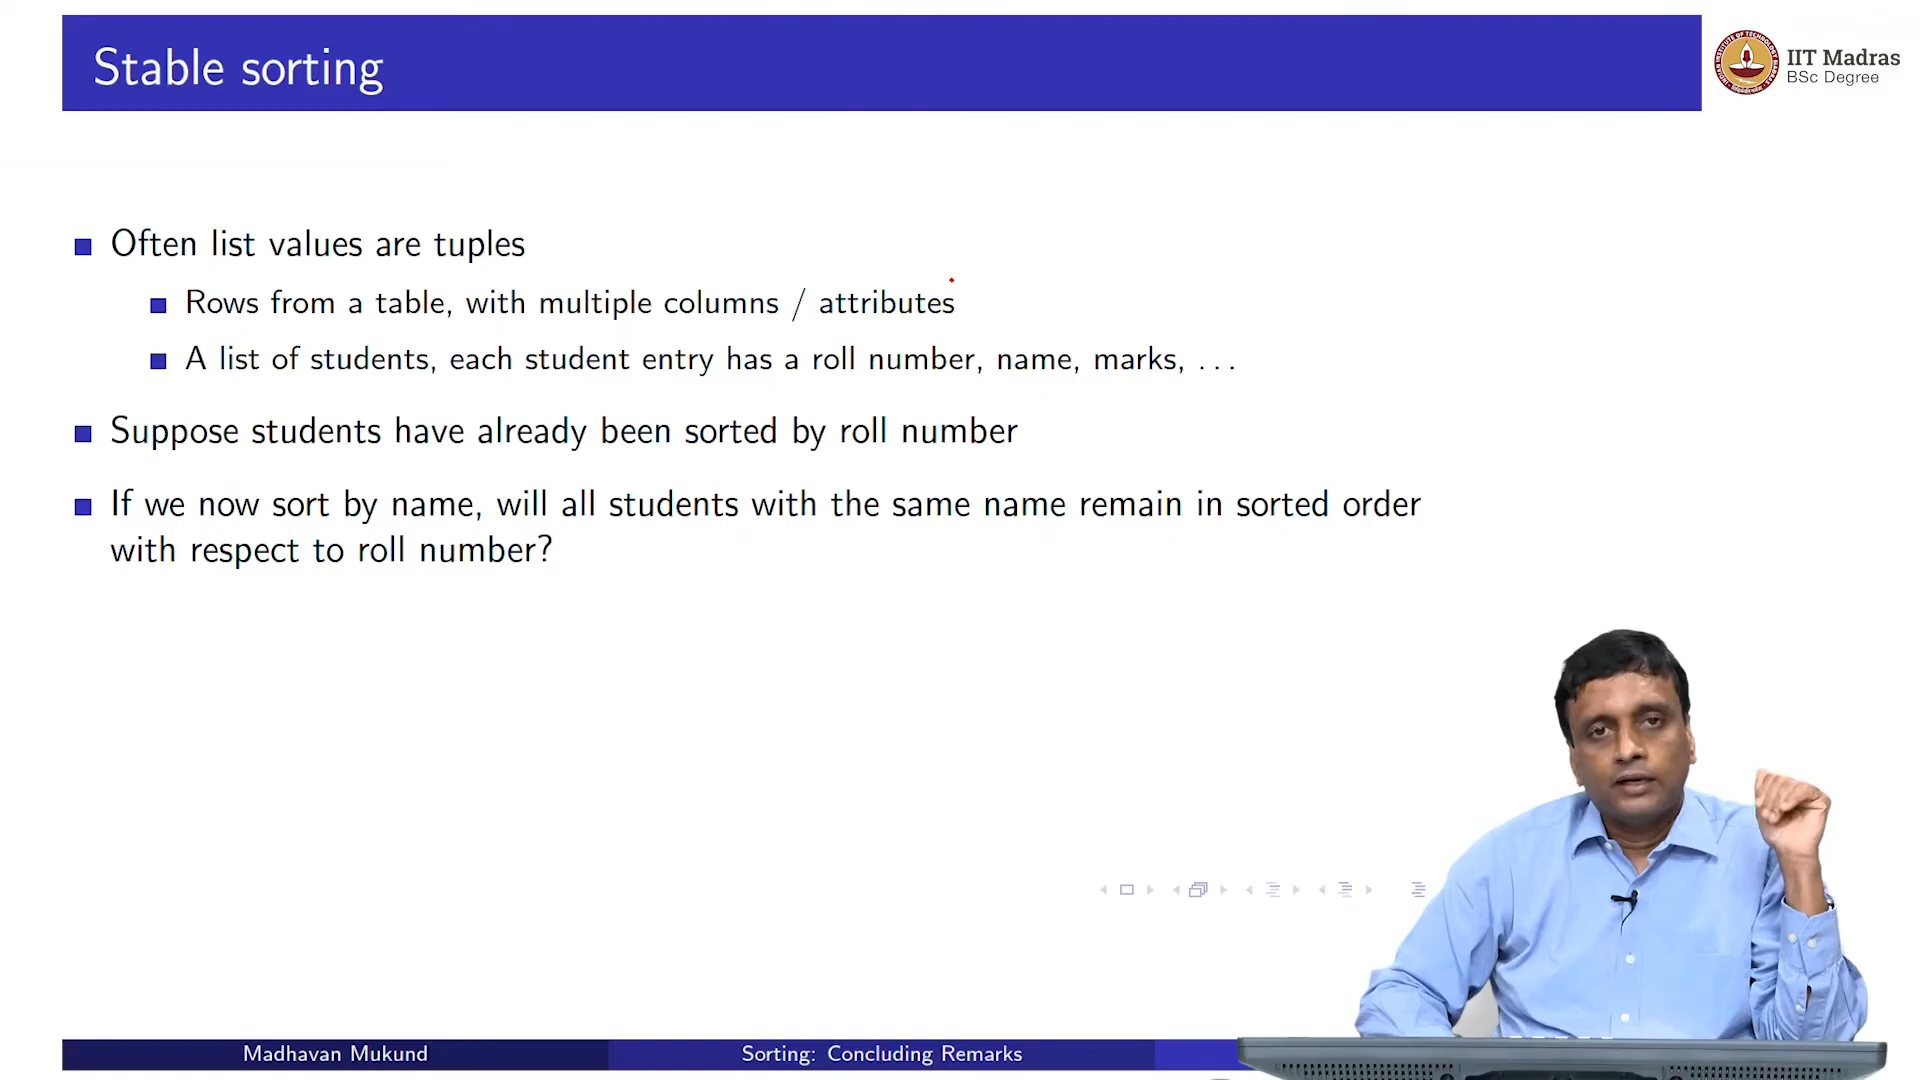 Stable sorting
IIT Madras
BSc Degree
Often list values are tuples
Rows from a table, with multiple columns / attributes
A list of students, each student entry has a roll number, name, marks, . . .
Suppose students have already been sorted by roll number
If we now sort by name, will all students with the same name remain in sorted order
with respect to roll number?
Madhavan Mukund
Sorting: Concluding Remarks